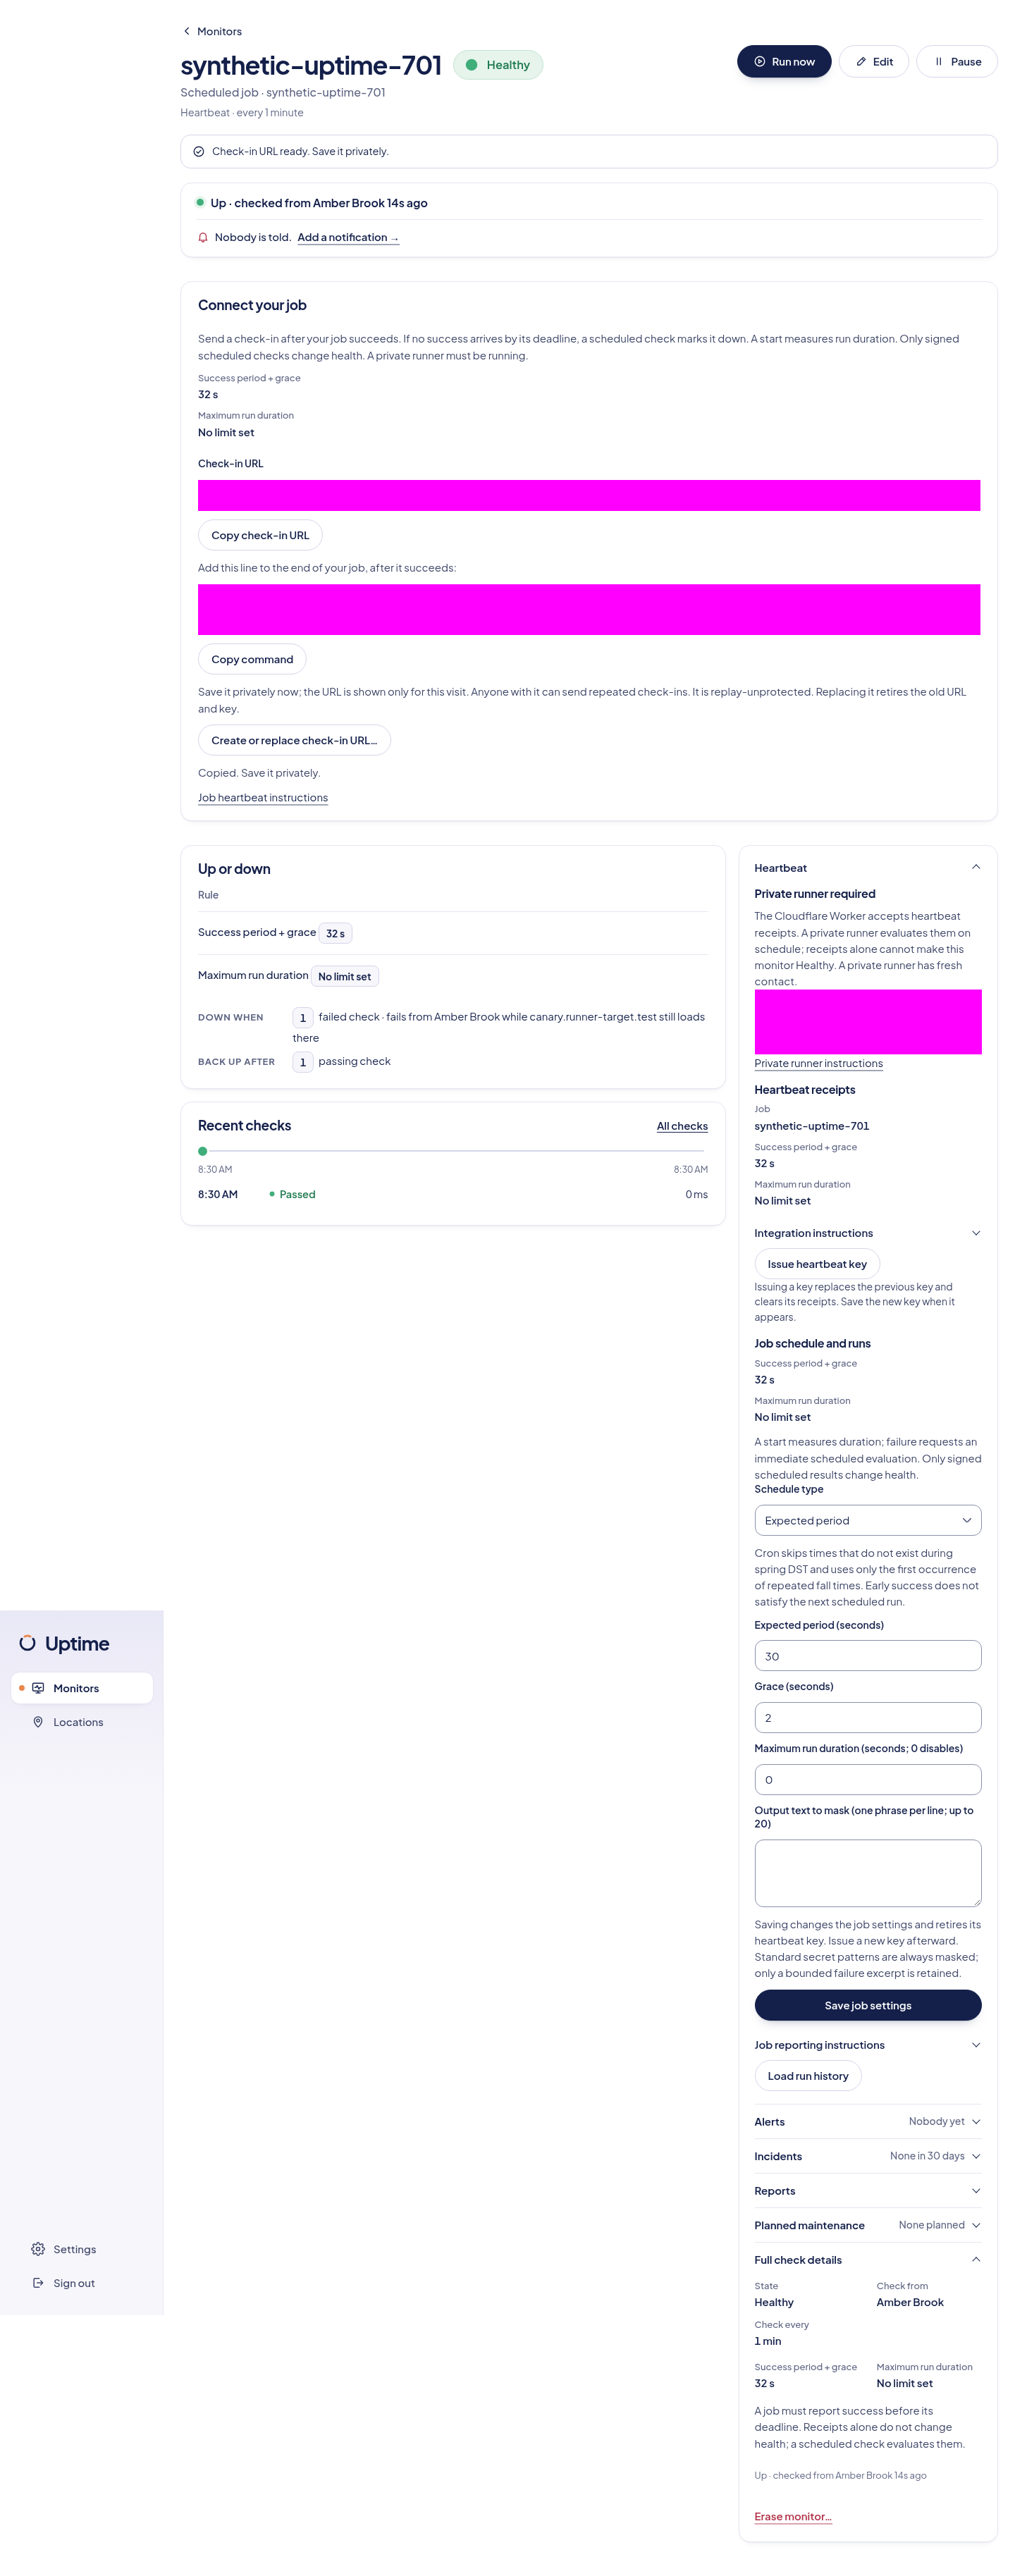 Monitors
synthetic-uptime-701
Healthy
Run now
Edit
Pause
Scheduled job · synthetic-uptime-701
Heartbeat · every 1 minute
Check-in URL ready. Save it privately.
Up · checked from Amber Brook 14s ago
Nobody is told. Add a notification →
Connect your job
Send a check-in after your job succeeds. If no success arrives by its deadline, a scheduled check marks it down. A start measures run duration. Only signed
scheduled checks change health. A private runner must be running.
Success period + grace
32 s
Maximum run duration
No limit set
Check-in URL
Copy check-in URL
Add this line to the end of your job, after it succeeds:
Copy command
Save it privately now; the URL is shown only for this visit. Anyone with it can send repeated check-ins. It is replay-unprotected. Replacing it retires the old URL
and key.
Create or replace check-in URL…
Copied. Save it privately.
Job heartbeat instructions
Up or down
Rule
Success period + grace 32 s
Maximum run duration No limit set
DOWN WHEN
1 failed check · fails from Amber Brook while canary.runner-target.test still loads
there
BACK UP AFTER
1 passing check
Recent checks
All checks
8:30 AM
8:30 AM
8:30 AM
Passed
0 ms
Heartbeat
Private runner required
The Cloudflare Worker accepts heartbeat
receipts. A private runner evaluates them on
schedule; receipts alone cannot make this
monitor Healthy. A private runner has fresh
contact.
Private runner instructions
Heartbeat receipts
Job
synthetic-uptime-701
Success period + grace
32 s
Maximum run duration
No limit set
Integration instructions
Issue heartbeat key
Issuing a key replaces the previous key and
clears its receipts. Save the new key when it
appears.
Job schedule and runs
Success period + grace
32 s
Maximum run duration
No limit set
A start measures duration; failure requests an
immediate scheduled evaluation. Only signed
scheduled results change health.
Schedule type
Expected period
Cron skips times that do not exist during
spring DST and uses only the first occurrence
of repeated fall times. Early success does not
satisfy the next scheduled run.
Expected period (seconds)
30
Grace (seconds)
2
Maximum run duration (seconds; 0 disables)
0
Output text to mask (one phrase per line; up to
20)
Saving changes the job settings and retires its
heartbeat key. Issue a new key afterward.
Standard secret patterns are always masked;
only a bounded failure excerpt is retained.
Save job settings
Job reporting instructions
Load run history
Alerts
Nobody yet
Incidents
None in 30 days
Reports
Planned maintenance
None planned
Full check details
State
Healthy
Check from
Amber Brook
Check every
1 min
Success period + grace
32 s
Maximum run duration
No limit set
A job must report success before its
deadline. Receipts alone do not change
health; a scheduled check evaluates them.
Up · checked from Amber Brook 14s ago
Erase monitor…
Uptime
Monitors
Locations
Settings
Sign out